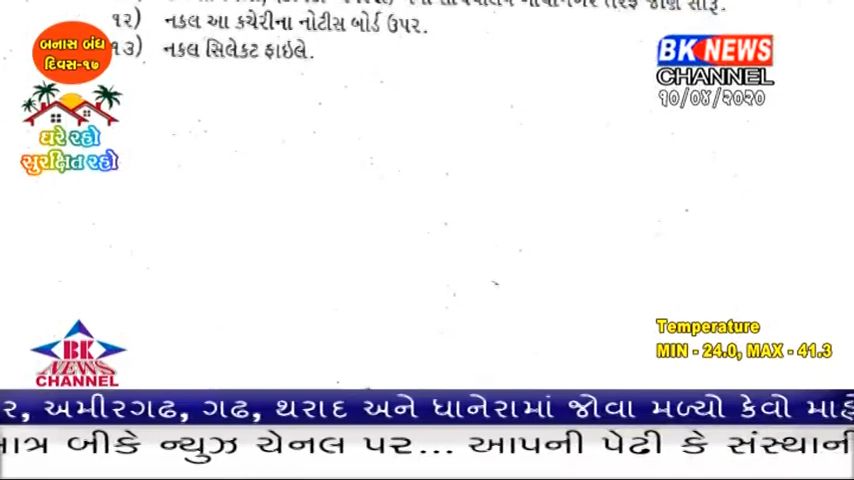 સારૂ.
૧૨) નકલ આ કચેરીના નોટીસ બોર્ડ ઉપર.
૧૩) નકલ સિલેકટ ફાઇલે.
બનાસ બંધ
દિવસ-૧૭
ઘરે રહો
સુરક્ષિત રહો
BK NEWS
CHANNEL
૧૦/૦૪/૨૦૨૦
Temperature
MIN - 24.0, MAX - 41.3
BK
NEWS
CHANNEL
ર, અમીરગઢ, ગઢ, થરાદ અને ધાનેરામાં જોવા મળ્યો કેવો
બીકે ન્યુઝ ચેનલ પર... આપની પેઢી કે સંસ્થાની